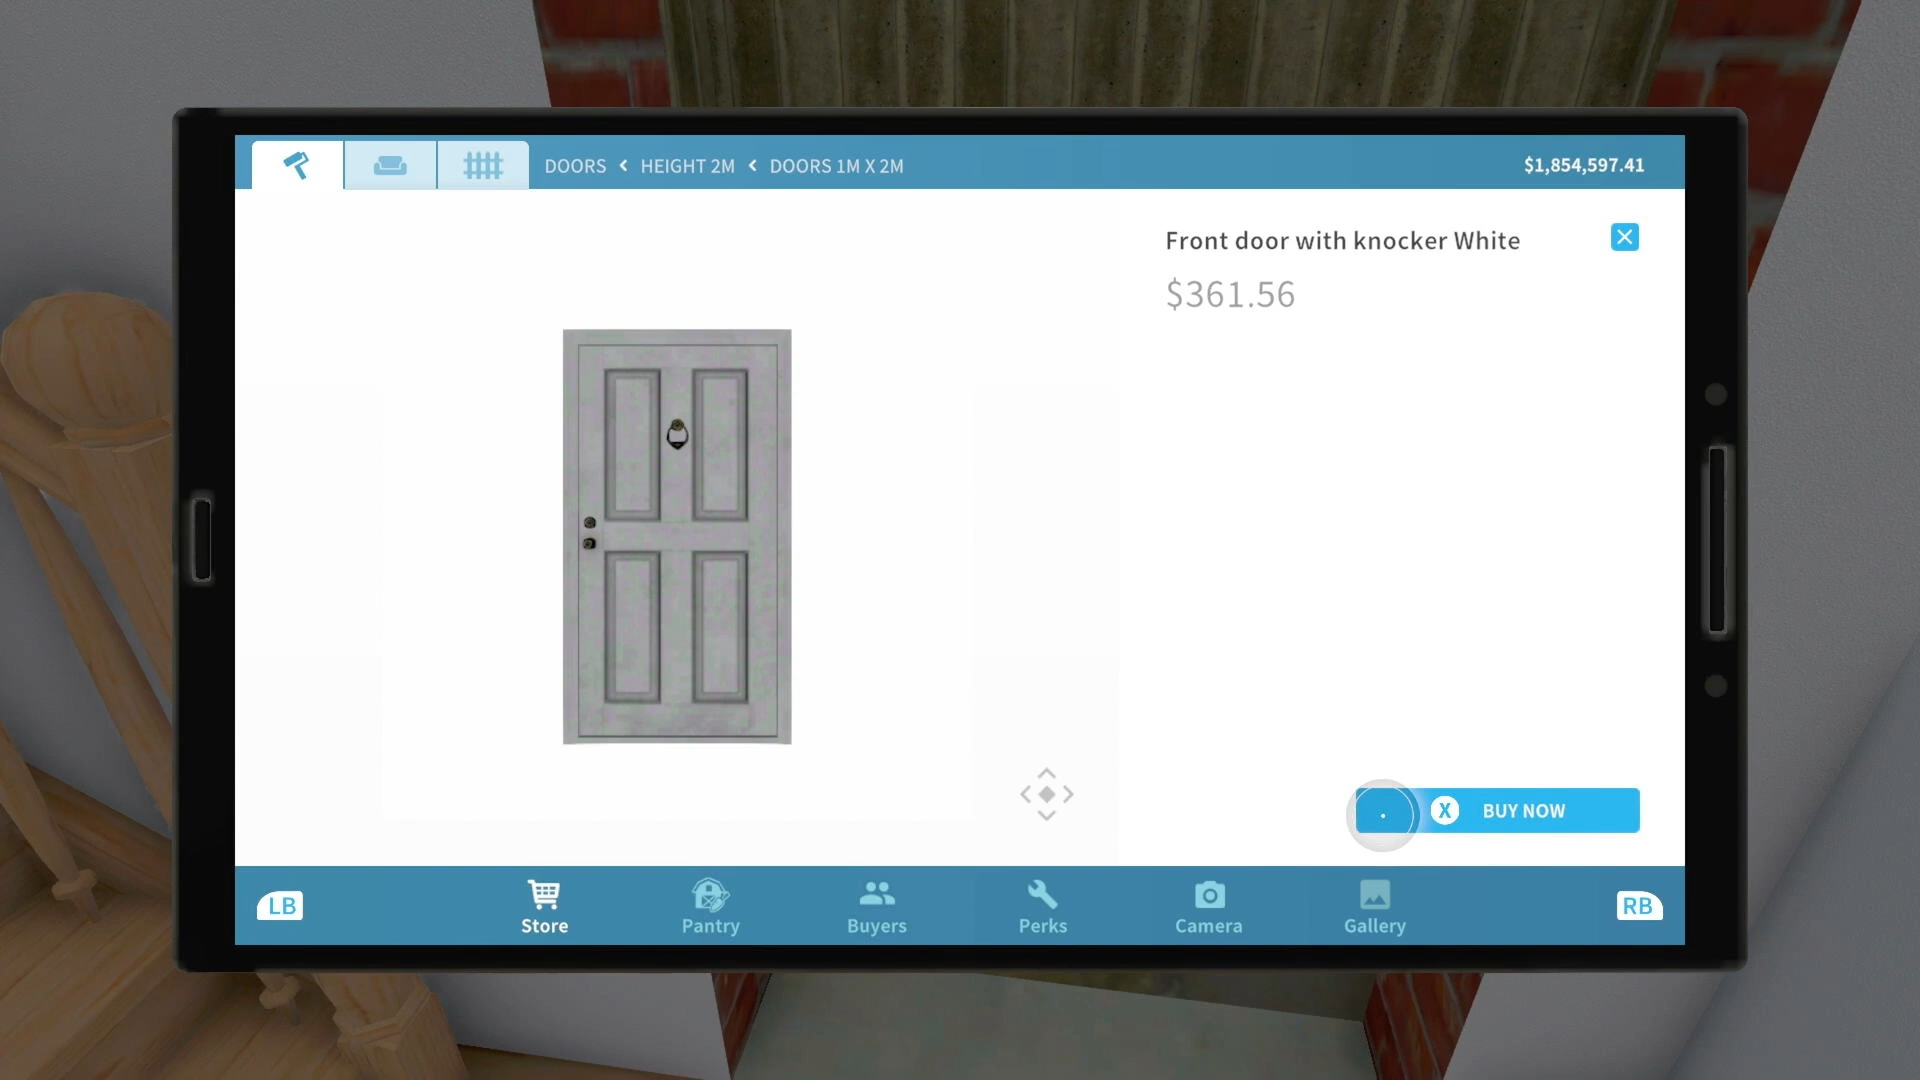 DOORS < HEIGHT 2M < DOORS 1M X 2M
$1,854,597.41
Front door with knocker White
$361.56
X BUY NOW
LB
Store
Pantry
Buyers
Perks
Camera
Gallery
RB